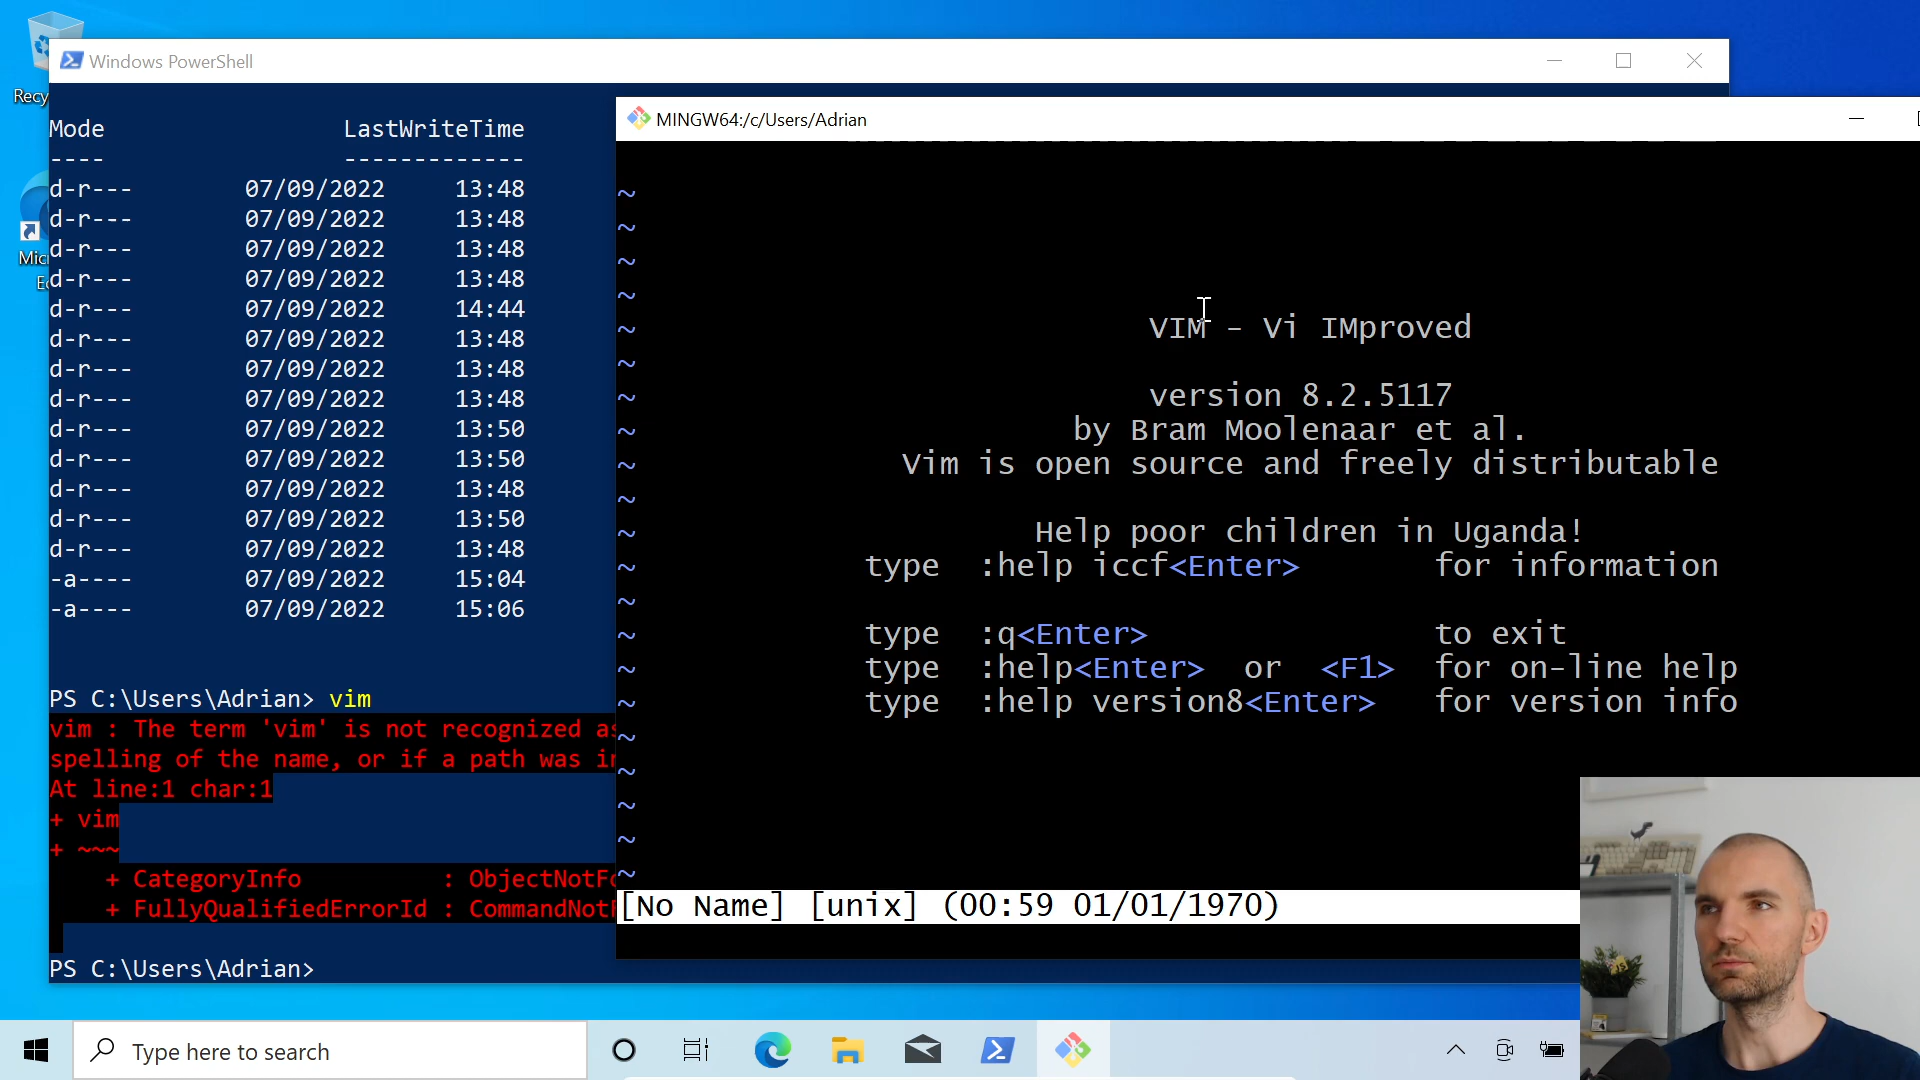 Recy
Mic
Ec
Windows PowerShell
Mode LastWriteTime
---- -------------
d-r--- 07/09/2022 13:48
d-r--- 07/09/2022 13:48
d-r--- 07/09/2022 13:48
d-r--- 07/09/2022 13:48
d-r--- 07/09/2022 14:44
d-r--- 07/09/2022 13:48
d-r--- 07/09/2022 13:48
d-r--- 07/09/2022 13:48
d-r--- 07/09/2022 13:50
d-r--- 07/09/2022 13:50
d-r--- 07/09/2022 13:48
d-r--- 07/09/2022 13:50
d-r--- 07/09/2022 13:48
-a---- 07/09/2022 15:04
-a---- 07/09/2022 15:06
PS C:\Users\Adrian> vim
vim : The term 'vim' is not recognized as
spelling of the name, or if a path was in
At line:1 char:1
+ vim
+ ~~~
+ CategoryInfo : ObjectNotFo
+ FullyQualifiedErrorId : CommandNotF
PS C:\Users\Adrian>
MINGW64:/c/Users/Adrian
~
~
~
~
~ VIM - Vi IMproved
~
~ version 8.2.5117
~ by Bram Moolenaar et al.
~ Vim is open source and freely distributable
~
~ Help poor children in Uganda!
~ type :help iccf<Enter> for information
~
~ type :q<Enter> to exit
~ type :help<Enter> or <F1> for on-line help
~ type :help version8<Enter> for version info
~
~
~
~
~
[No Name] [unix] (00:59 01/01/1970)
Type here to search